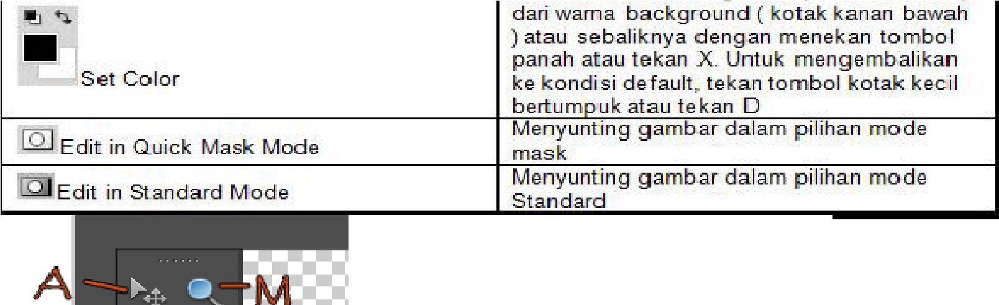 Set Color
dari warna background ( kotak kanan bawah
) atau sebaliknya dengan menekan tombol
panah atau tekan X. Untuk mengembalikan
ke kondisi default, tekan tombol kotak kecil
bertumpuk atau tekan D
Edit in Quick Mask Mode
Menyunting gambar dalam pilihan mode
mask
Edit in Standard Mode
Menyunting gambar dalam pilihan mode
Standard
A
M